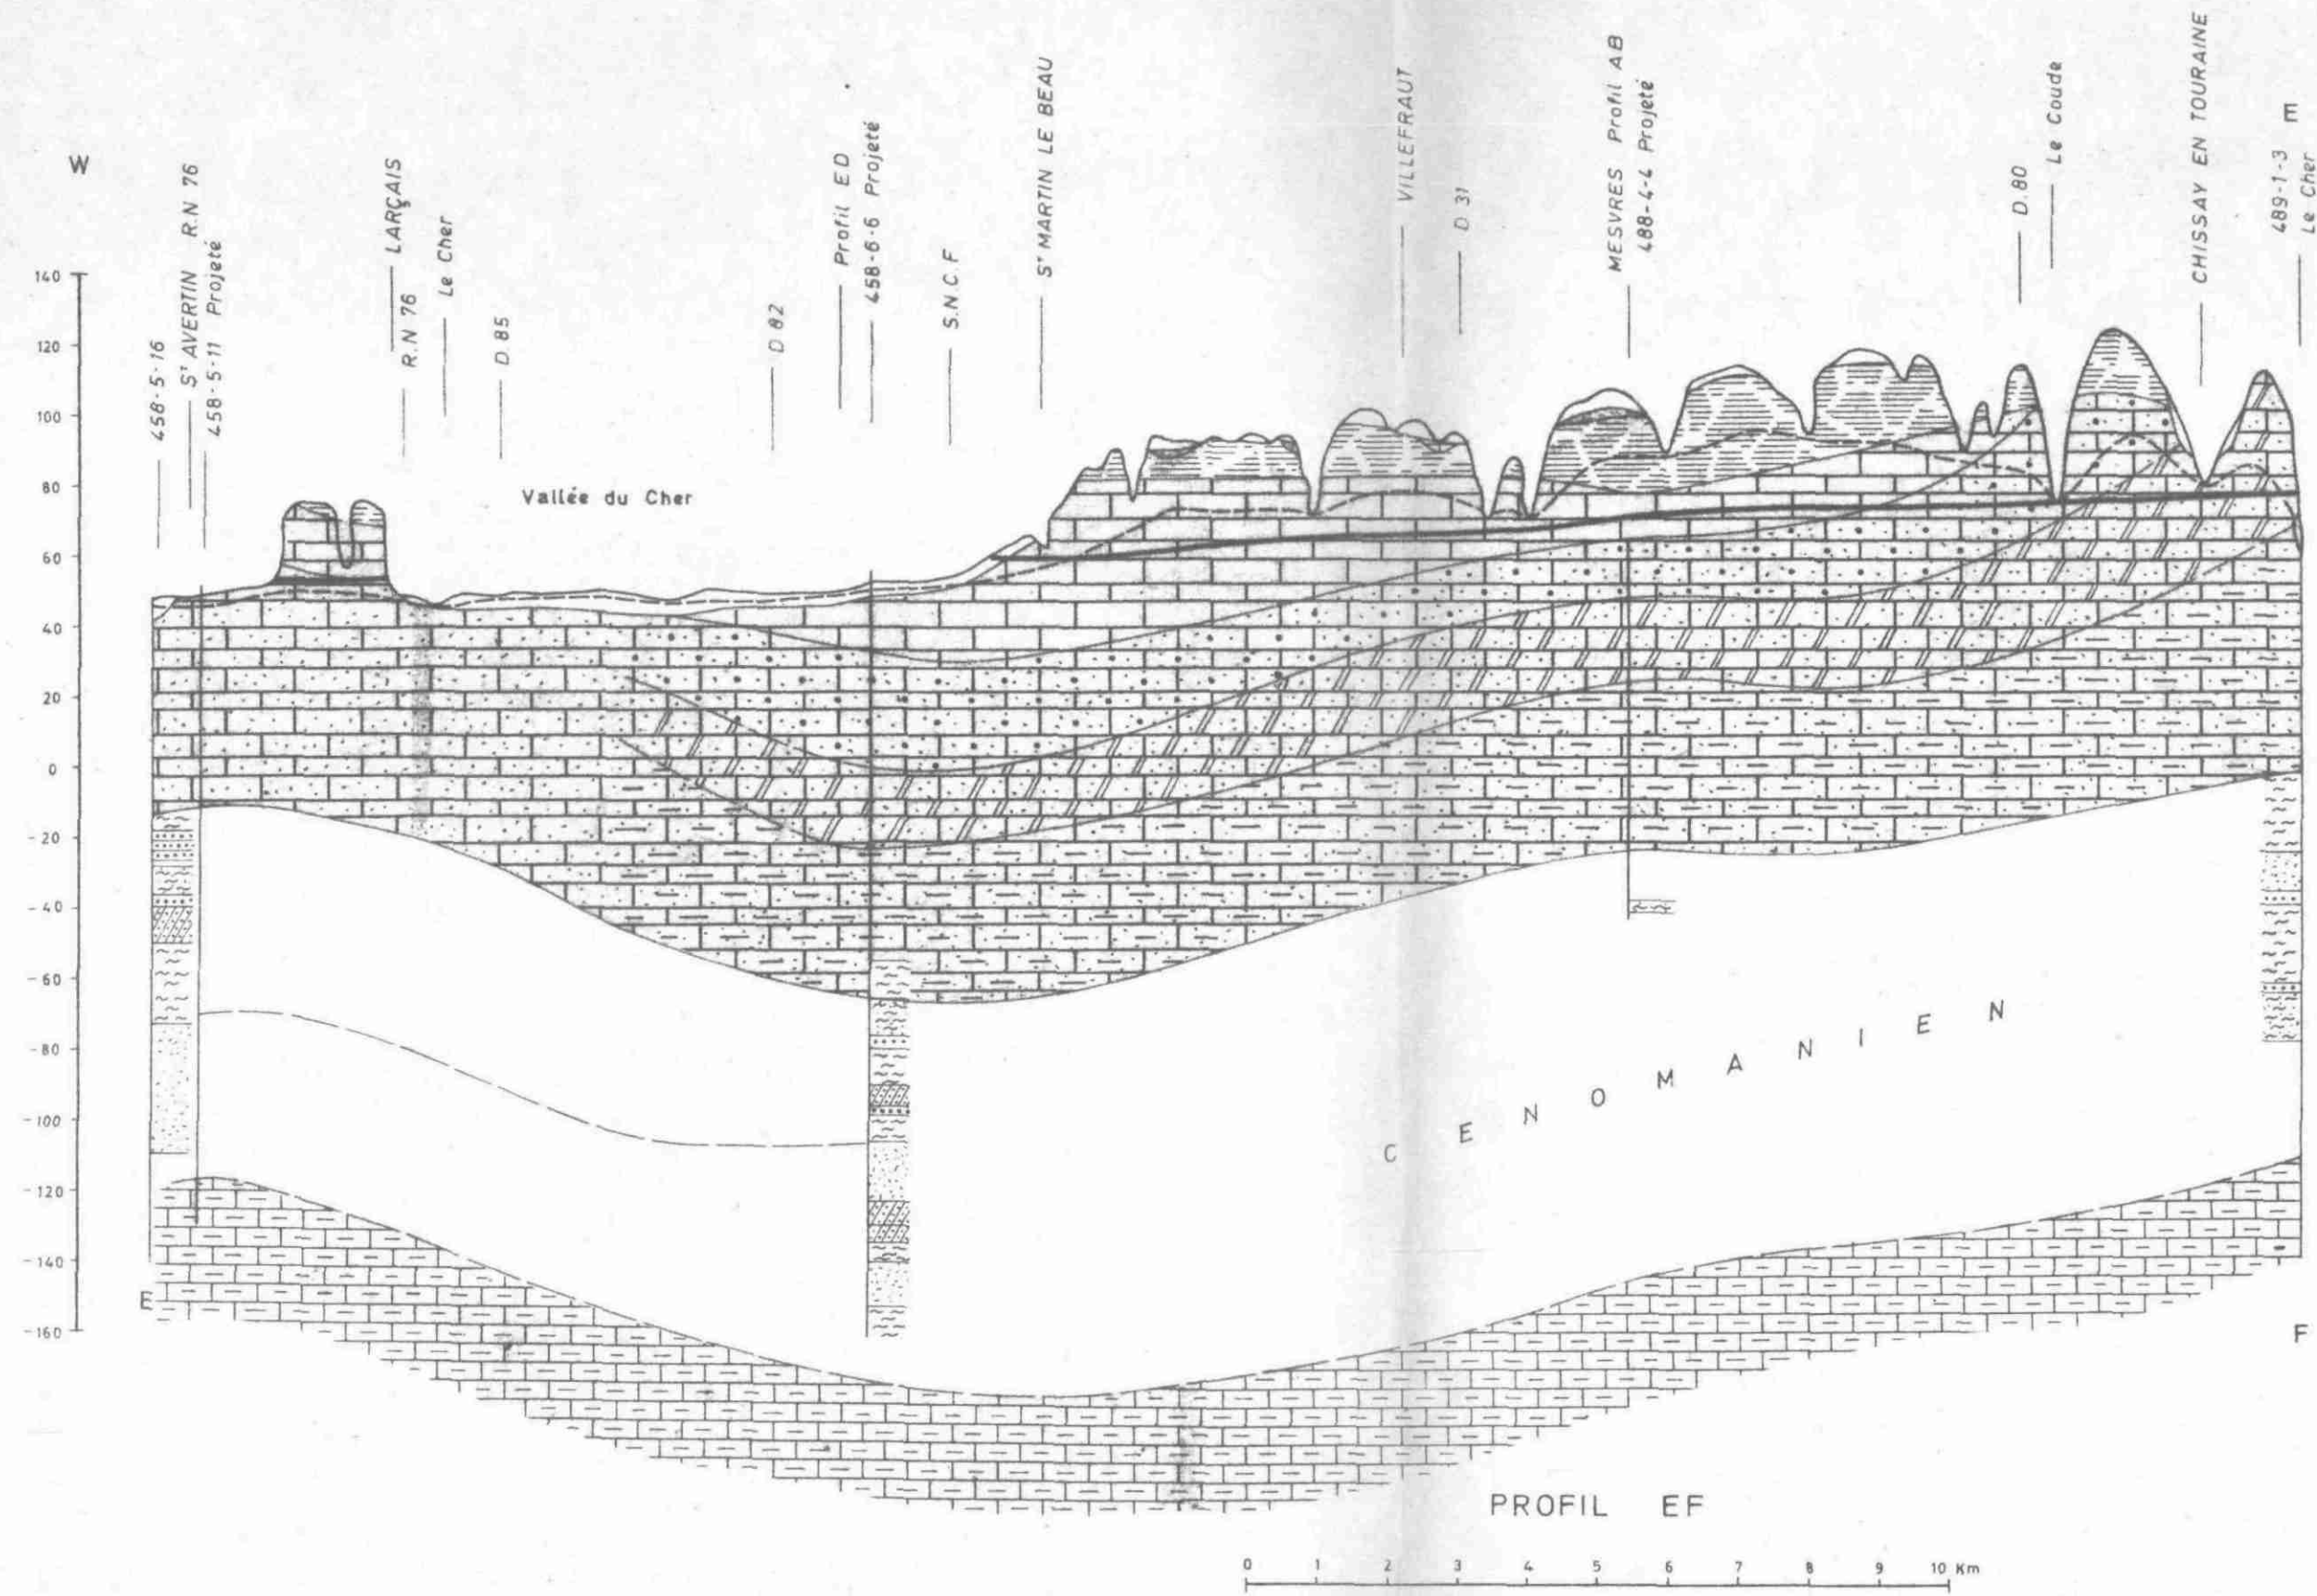 W
458-5-16
Sᵗ AVERTIN R.N 76
458-5-11 Projeté
LARÇAIS
R.N 76
Le Cher
D 85
D 82
Profil ED
458-6-6 Projeté
S.N.C.F
Sᵗ MARTIN LE BEAU
VILLEFRAUT
D 31
MESVRES Profil AB
488-4-4 Projeté
D.80
Le Coude
CHISSAY EN TOURAINE
489-1-3
Le Cher
E
Vallée du Cher
140
120
100
80
60
40
20
0
-20
-40
-60
-80
-100
-120
-140
-160
CENOMANIEN
E
F
PROFIL EF
0 1 2 3 4 5 6 7 8 9 10 Km